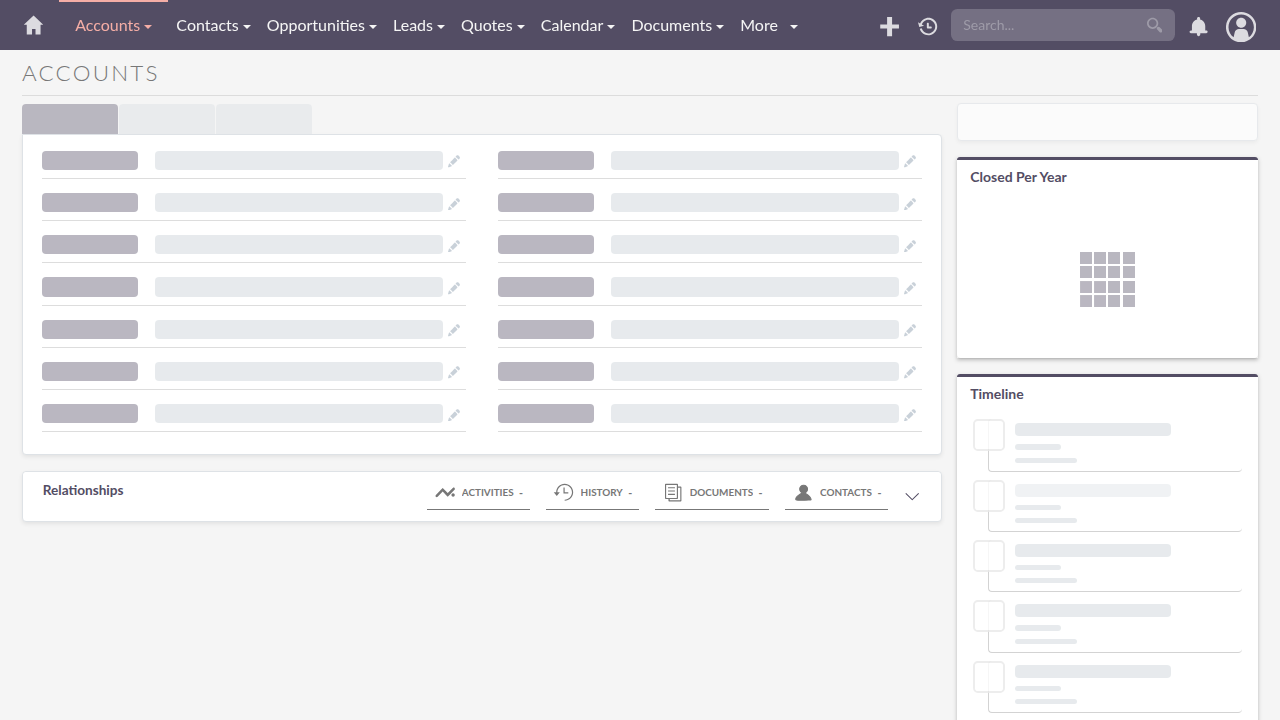 Accounts Contacts Opportunities Leads Quotes Calendar Documents More Search...
ACCOUNTS
Closed Per Year
Timeline
Relationships ACTIVITIES - HISTORY - DOCUMENTS - CONTACTS -